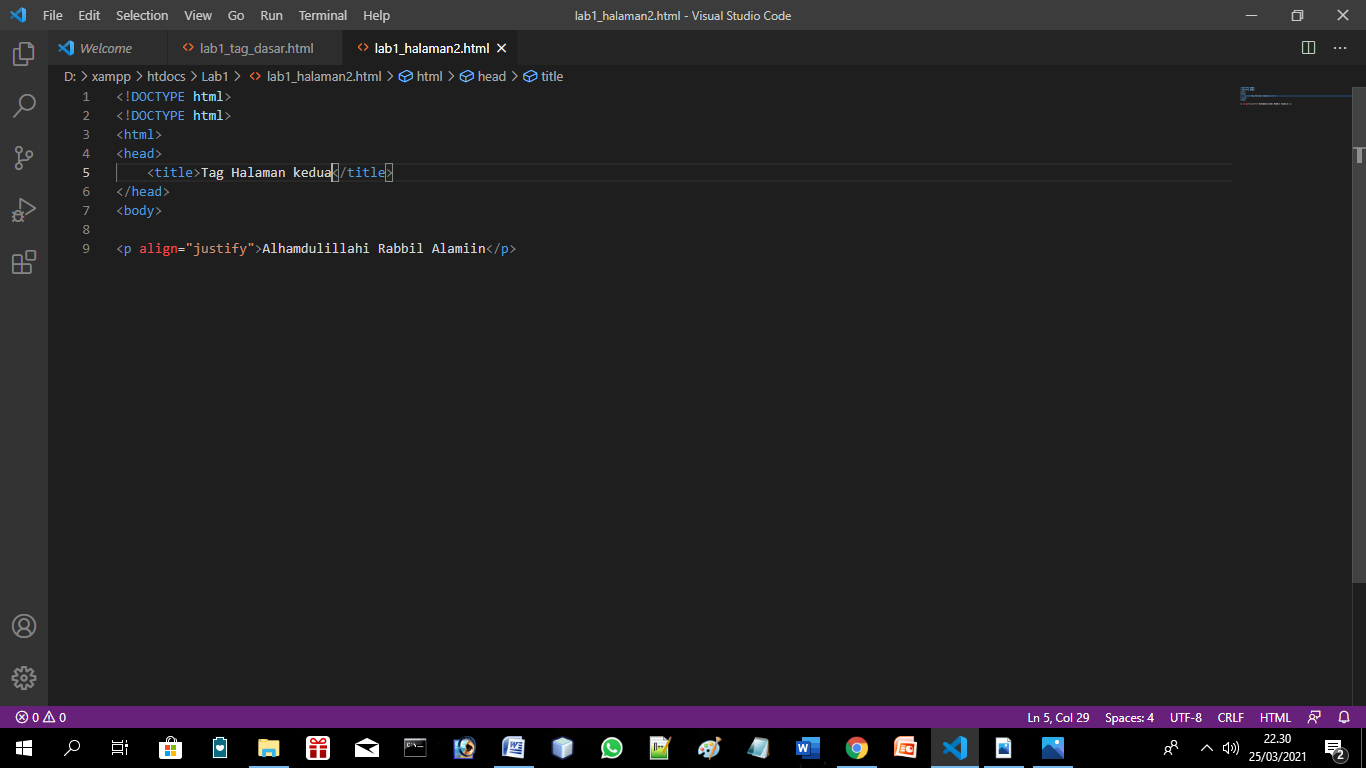 File Edit Selection View Go Run Terminal Help lab1_halaman2.html - Visual Studio Code
Welcome lab1_tag_dasar.html lab1_halaman2.html
D: > xampp > htdocs > Lab1 > lab1_halaman2.html > html > head > title
1 <!DOCTYPE html>
2 <!DOCTYPE html>
3 <html>
4 <head>
5 <title>Tag Halaman kedua</title>
6 </head>
7 <body>
8
9 <p align="justify">Alhamdulillahi Rabbil Alamiin</p>
0 0 Ln 5, Col 29 Spaces: 4 UTF-8 CRLF HTML
22.30
25/03/2021
2